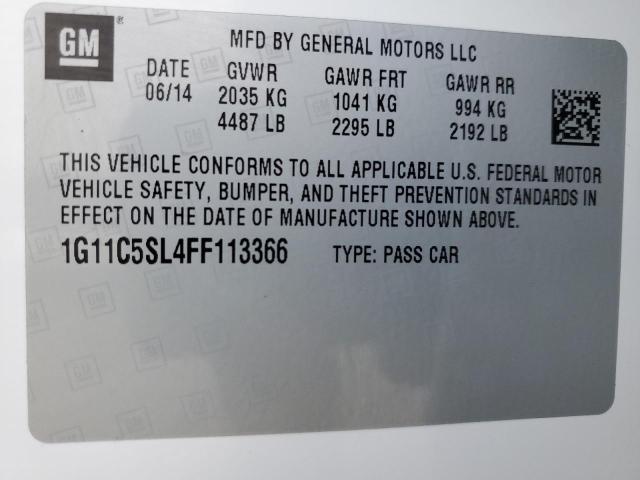 GM ®
MFD BY GENERAL MOTORS LLC
DATE GVWR GAWR FRT GAWR RR
06/14 2035 KG 1041 KG 994 KG
4487 LB 2295 LB 2192 LB
THIS VEHICLE CONFORMS TO ALL APPLICABLE U.S. FEDERAL MOTOR
VEHICLE SAFETY, BUMPER, AND THEFT PREVENTION STANDARDS IN
EFFECT ON THE DATE OF MANUFACTURE SHOWN ABOVE.
1G11C5SL4FF113366 TYPE: PASS CAR